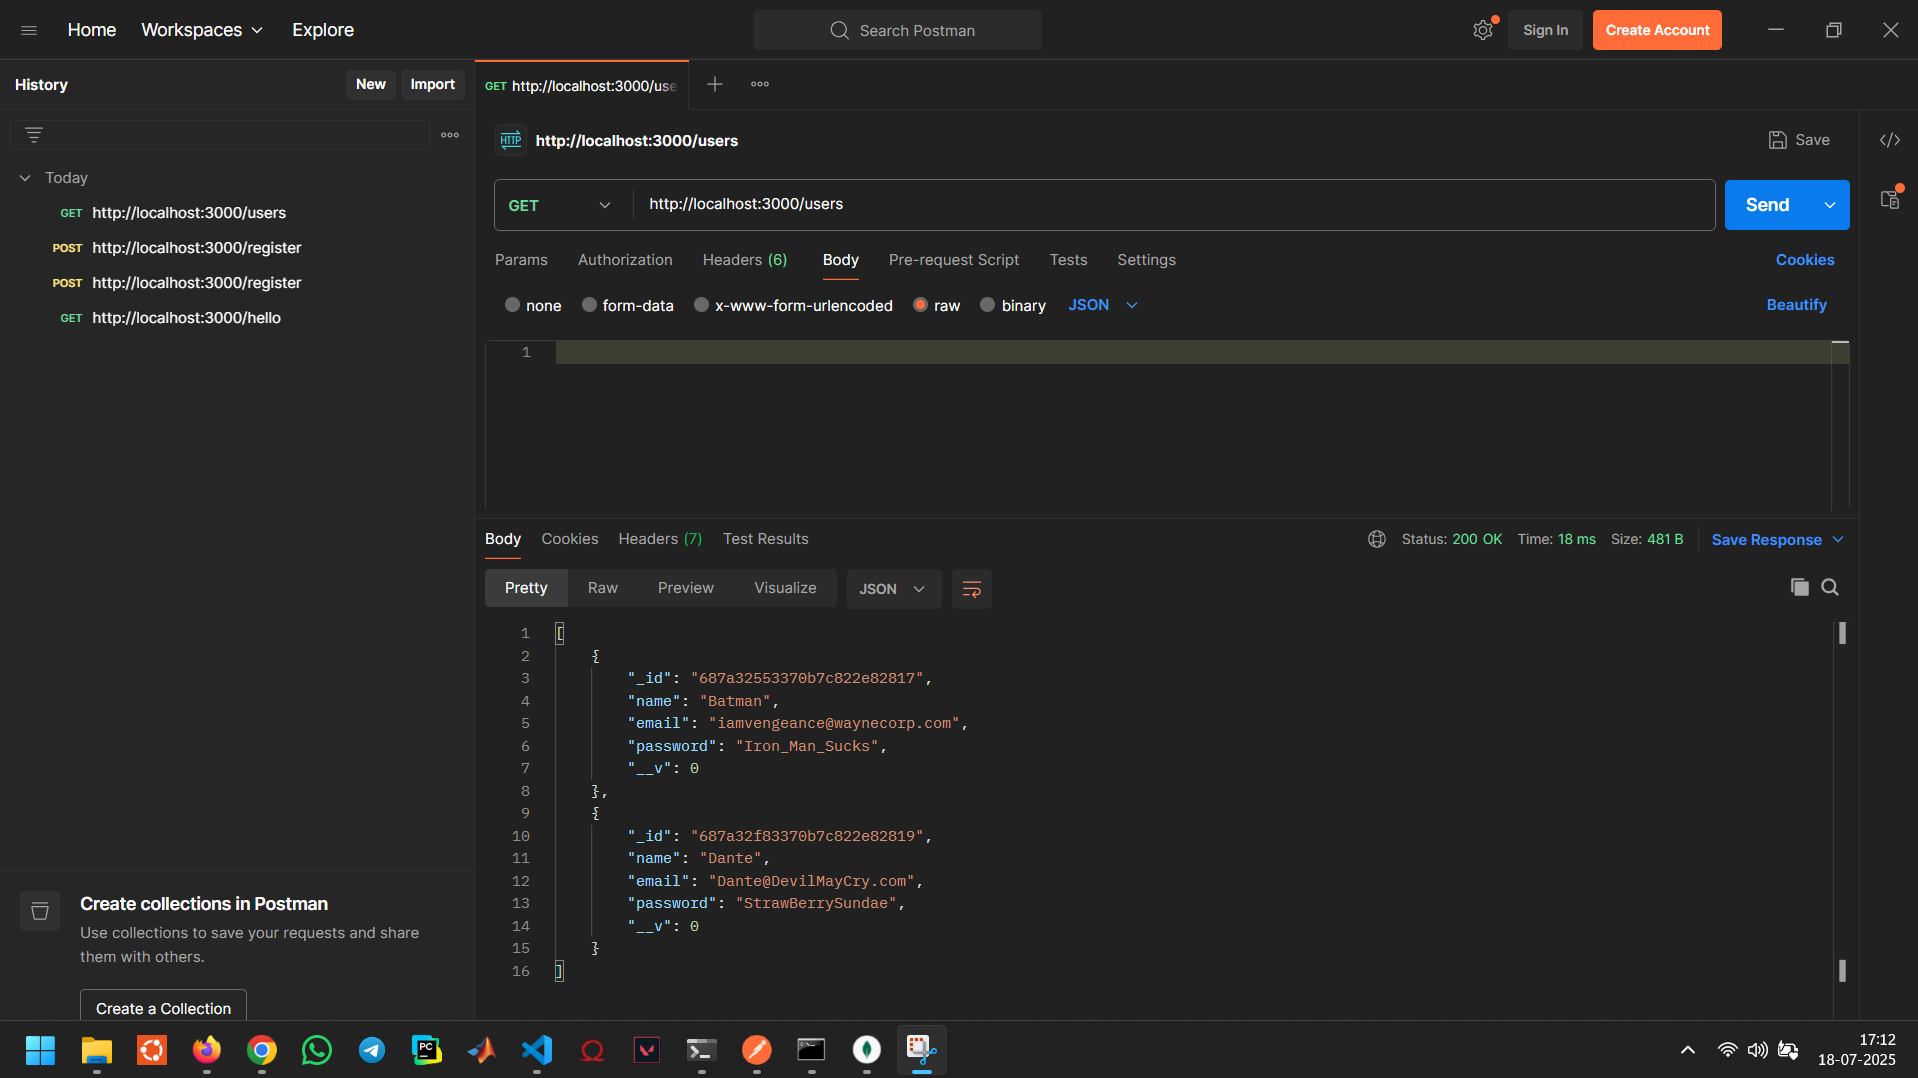 Home
Workspaces
Explore
Search Postman
Sign In
Create Account
History
New
Import
GET http://localhost:3000/use
HTTP
http://localhost:3000/users
Save
Today
GET http://localhost:3000/users
POST http://localhost:3000/register
POST http://localhost:3000/register
GET http://localhost:3000/hello
GET
http://localhost:3000/users
Send
Params
Authorization
Headers (6)
Body
Pre-request Script
Tests
Settings
Cookies
none
form-data
x-www-form-urlencoded
raw
binary
JSON
Beautify
1
Body
Cookies
Headers (7)
Test Results
Status: 200 OK
Time: 18 ms
Size: 481 B
Save Response
Pretty
Raw
Preview
Visualize
JSON
1 [
2 {
3 "_id": "687a32553370b7c822e82817",
4 "name": "Batman",
5 "email": "iamvengeance@waynecorp.com",
6 "password": "Iron_Man_Sucks",
7 "__v": 0
8 },
9 {
10 "_id": "687a32f83370b7c822e82819",
11 "name": "Dante",
12 "email": "Dante@DevilMayCry.com",
13 "password": "StrawBerrySundae",
14 "__v": 0
15 }
16 ]
Create collections in Postman
Use collections to save your requests and share
them with others.
Create a Collection
PC
17:12
18-07-2025